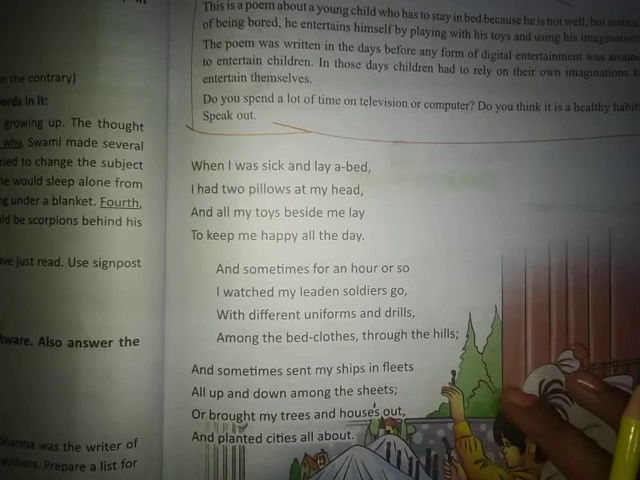 n the contrary)
ords in it:
growing up. The thought
why. Swami made several
ried to change the subject
he would sleep alone from
ng under a blanket. Fourth,
ld be scorpions behind his
ve just read. Use signpost
tware. Also answer the
Sharma was the writer of
authors. Prepare a list for
This is a poem about a young child who has to stay in bed because he is not well, but instead
of being bored, he entertains himself by playing with his toys and using his imagination
The poem was written in the days before any form of digital entertainment was around
to entertain children. In those days children had to rely on their own imaginations to
entertain themselves.
Do you spend a lot of time on television or computer? Do you think it is a healthy habit
Speak out.
When I was sick and lay a-bed,
I had two pillows at my head,
And all my toys beside me lay
To keep me happy all the day.
And sometimes for an hour or so
I watched my leaden soldiers go,
With different uniforms and drills,
Among the bed-clothes, through the hills;
And sometimes sent my ships in fleets
All up and down among the sheets;
Or brought my trees and houses out,
And planted cities all about.